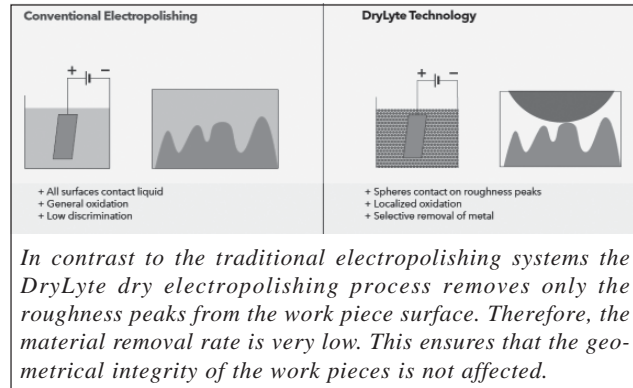 Conventional Electropolishing
DryLyte Technology
+ −
+ −
+ All surfaces contact liquid
+ General oxidation
+ Low discrimination
+ Spheres contact on roughness peaks
+ Localized oxidation
+ Selective removal of metal
In contrast to the traditional electropolishing systems the
DryLyte dry electropolishing process removes only the
roughness peaks from the work piece surface. Therefore, the
material removal rate is very low. This ensures that the geo-
metrical integrity of the work pieces is not affected.